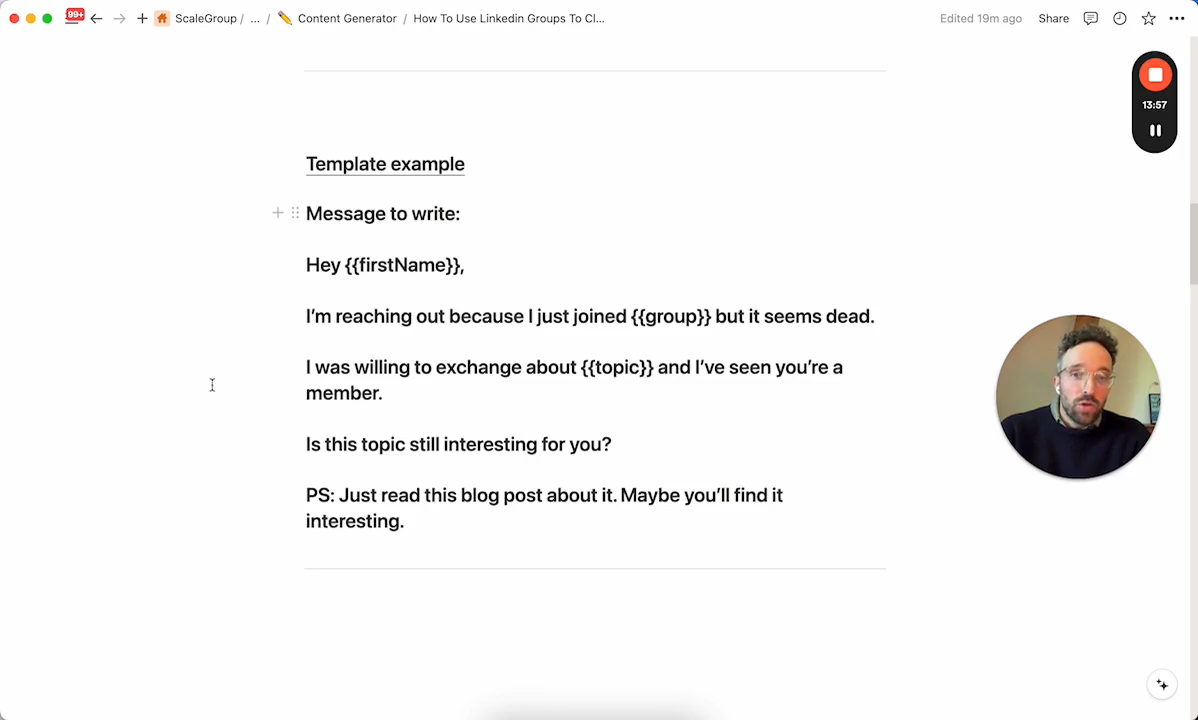 99+
ScaleGroup / ... / Content Generator / How To Use Linkedin Groups To Cl...
Edited 19m ago Share
13:57
Template example
Message to write:
Hey {{firstName}},
I’m reaching out because I just joined {{group}} but it seems dead.
I was willing to exchange about {{topic}} and I’ve seen you’re a
member.
Is this topic still interesting for you?
PS: Just read this blog post about it. Maybe you’ll find it
interesting.